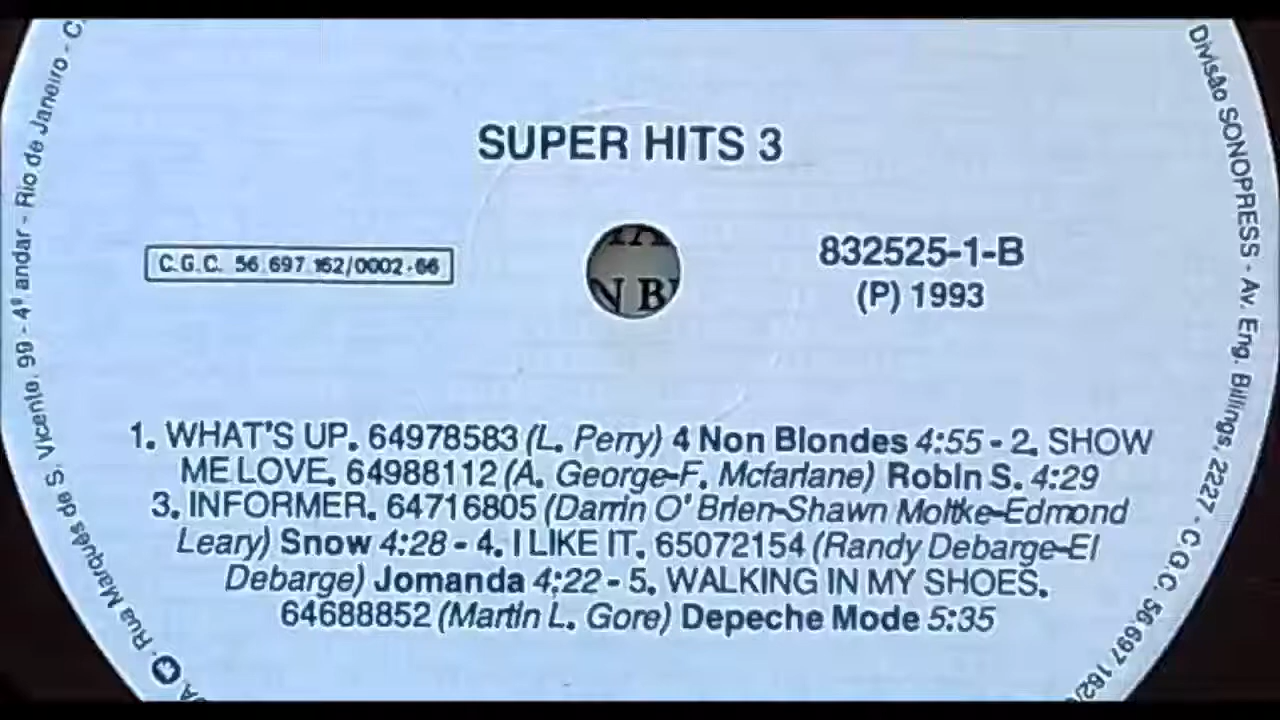 SUPER HITS 3
C.G.C. 56 697 162/0002-66
832525-1-B
(P) 1993
N B
1. WHAT'S UP. 64978583 (L. Perry) 4 Non Blondes 4:55 - 2. SHOW
ME LOVE. 64988112 (A. George-F. Mcfarlane) Robin S. 4:29
3. INFORMER. 64716805 (Darrin O' Brien-Shawn Moltke-Edmond
Leary) Snow 4:28 - 4. I LIKE IT. 65072154 (Randy Debarge-El
Debarge) Jomanda 4:22 - 5. WALKING IN MY SHOES.
64688852 (Martin L. Gore) Depeche Mode 5:35
Rua Marquês de S. Vicente, 99 - 4º andar - Rio de Janeiro - C.
Divisão SONOPRESS - Av. Eng. Billings, 2227 - C.G.C. 56 697 162/